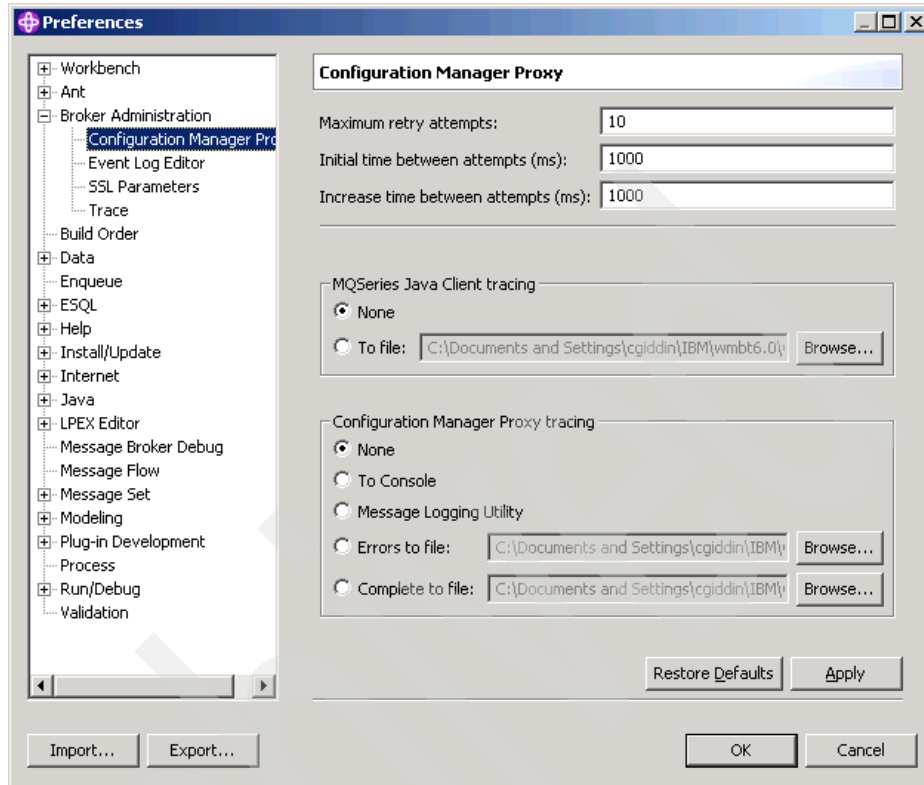 Preferences
Workbench
Ant
Broker Administration
Configuration Manager Pro
Event Log Editor
SSL Parameters
Trace
Build Order
Data
Enqueue
ESQL
Help
Install/Update
Internet
Java
LPEX Editor
Message Broker Debug
Message Flow
Message Set
Modeling
Plug-in Development
Process
Run/Debug
Validation
Configuration Manager Proxy
Maximum retry attempts: 10
Initial time between attempts (ms): 1000
Increase time between attempts (ms): 1000
MQSeries Java Client tracing
None
To file: C:\Documents and Settings\cgiddin\IBM\wmbt6.0\ Browse...
Configuration Manager Proxy tracing
None
To Console
Message Logging Utility
Errors to file: C:\Documents and Settings\cgiddin\IBM\ Browse...
Complete to file: C:\Documents and Settings\cgiddin\IBM\ Browse...
Restore Defaults Apply
Import... Export... OK Cancel